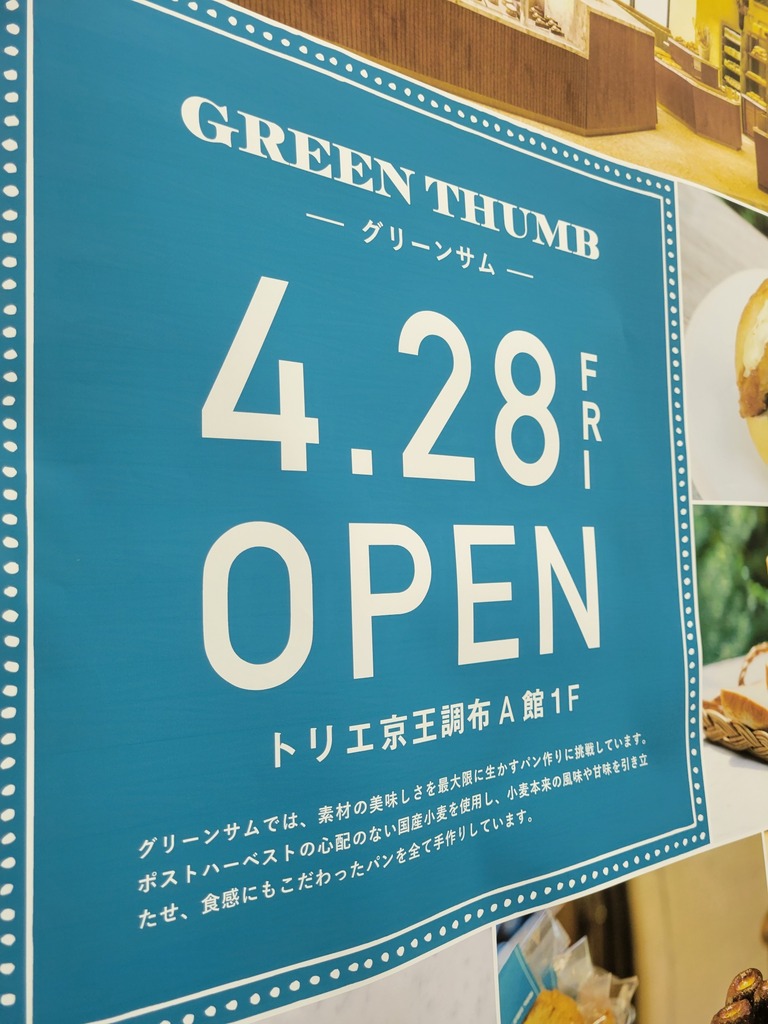 GREEN THUMB
― グリーンサム ―
4.28 FRI
OPEN
トリエ京王調布A館1F
グリーンサムでは、素材の美味しさを最大限に生かすパン作りに挑戦しています。
ポストハーベストの心配のない国産小麦を使用し、小麦本来の風味や甘味を引き立
たせ、食感にもこだわったパンを全て手作りしています。